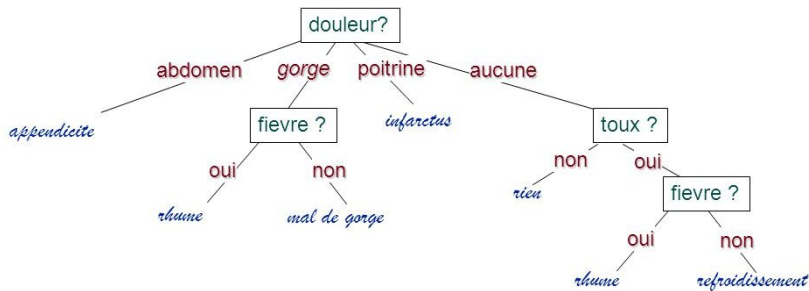 douleur?
abdomen gorge poitrine aucune
appendicite fievre ? infarctus toux ?
oui non non oui
rhume mal de gorge rien fievre ?
oui non
rhume refroidissement